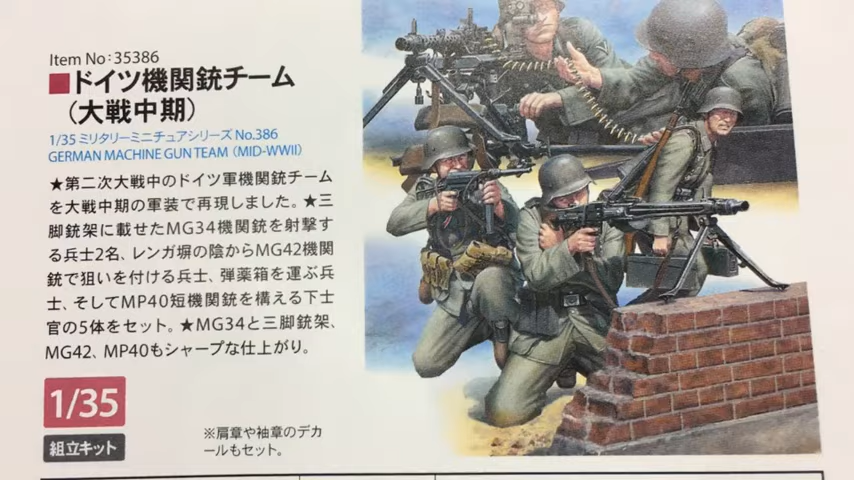 Item No:35386
■ドイツ機関銃チーム
（大戦中期）
1/35 ミリタリーミニチュアシリーズ No.386
GERMAN MACHINE GUN TEAM（MID-WWII）
★第二次大戦中のドイツ軍機関銃チーム
を大戦中期の軍装で再現しました。★三
脚銃架に載せたMG34機関銃を射撃す
る兵士2名、レンガ塀の陰からMG42機関
銃で狙いを付ける兵士、弾薬箱を運ぶ兵
士、そしてMP40短機関銃を構える下士
官の5体をセット。★MG34と三脚銃架、
MG42、MP40もシャープな仕上がり。
1/35
組立キット
※肩章や袖章のデカ
ールもセット。